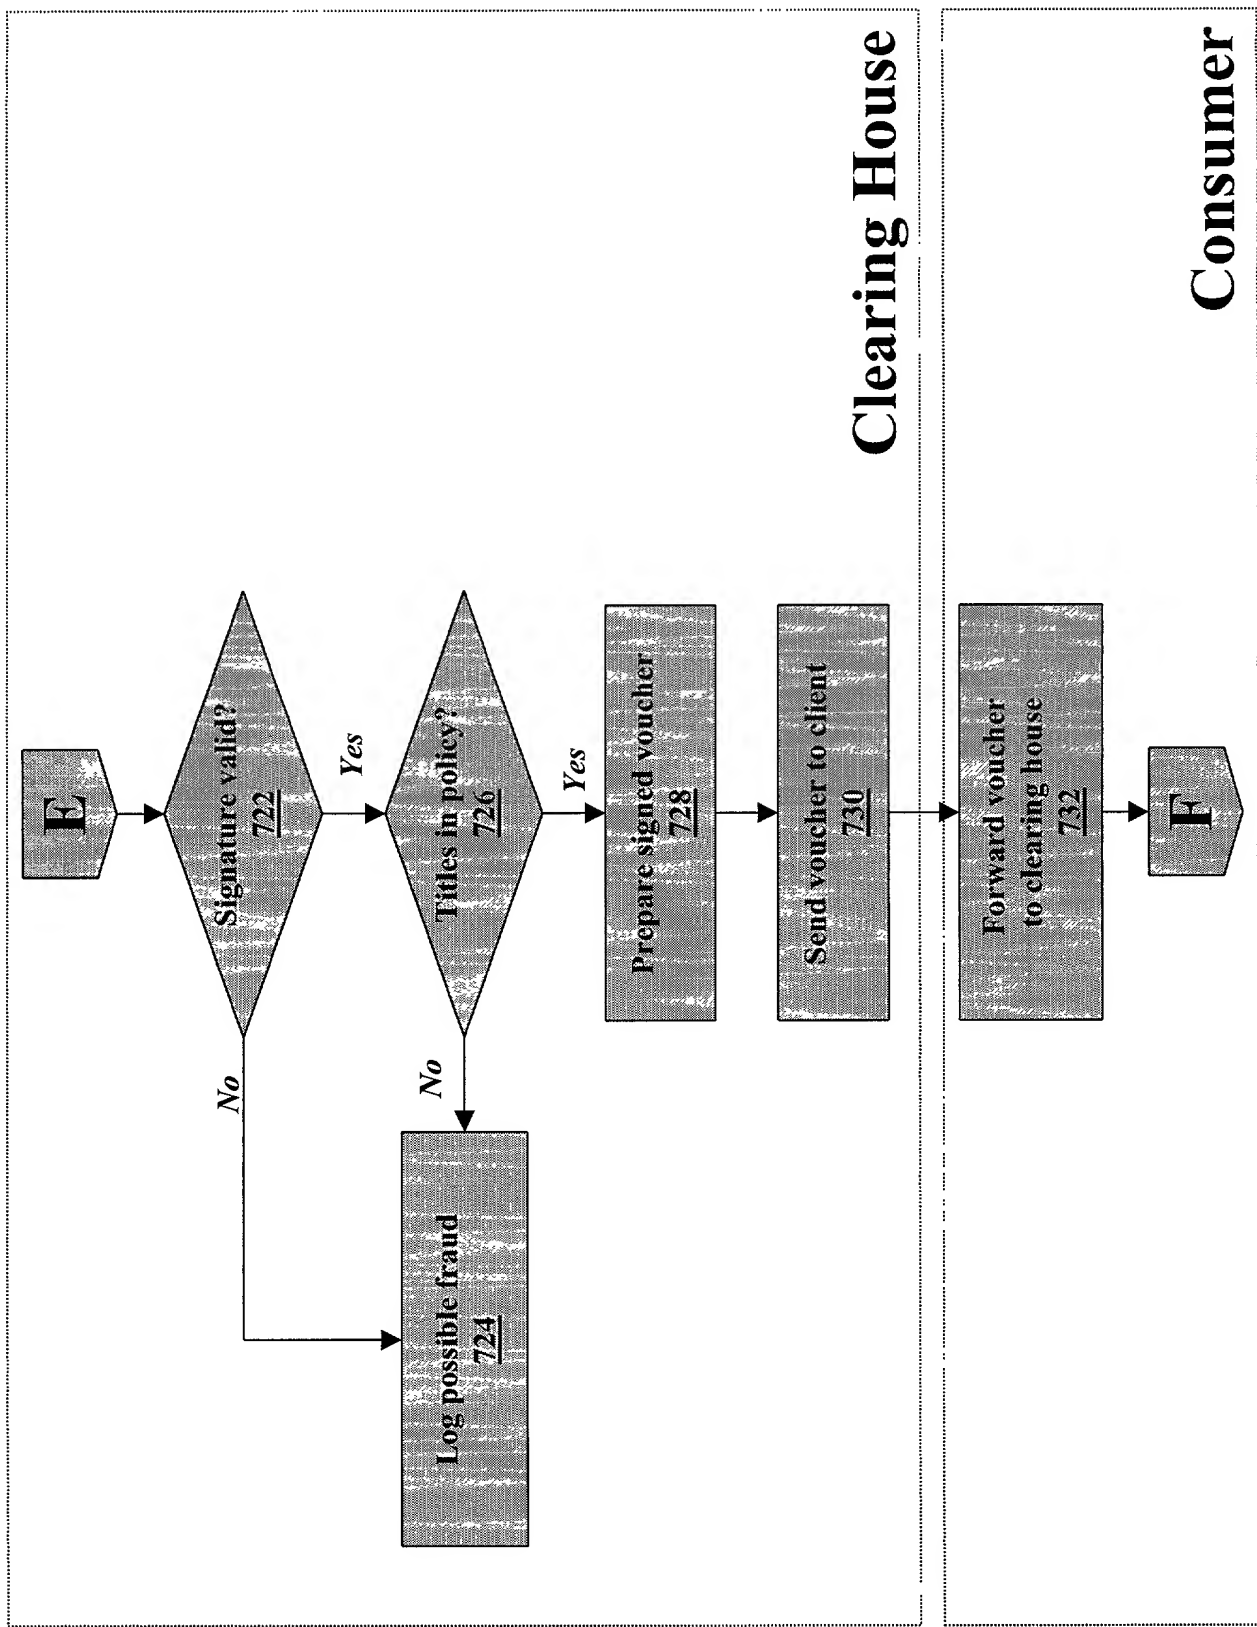 E
Signature valid?
722
No
Yes
Titles in policy?
726
No
Yes
Log possible fraud
724
Prepare signed voucher
728
Send voucher to client
730
Clearing House
Forward voucher
to clearing house
732
F
Consumer